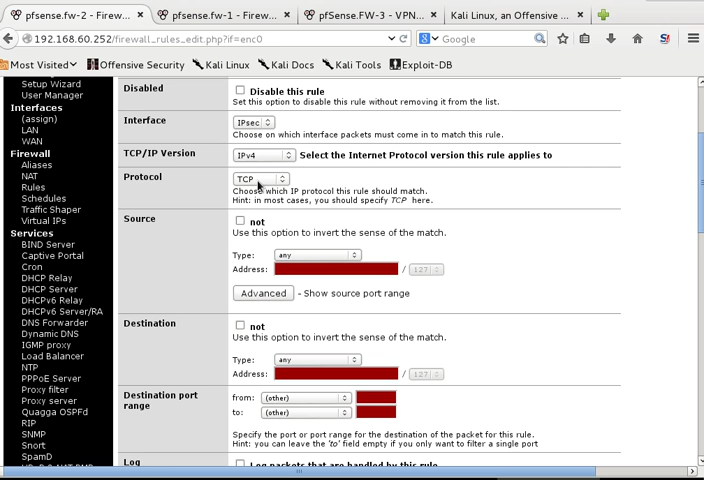 pfsense.fw-2 - Firew... × pfsense.fw-1 - Firew... × pfSense.FW-3 - VPN... × Kali Linux, an Offensive ... ×
192.168.60.252/firewall_rules_edit.php?if=enc0 Google
Most Visited Offensive Security Kali Linux Kali Docs Kali Tools Exploit-DB
Setup Wizard
User Manager
Interfaces
(assign)
LAN
WAN
Firewall
Aliases
NAT
Rules
Schedules
Traffic Shaper
Virtual IPs
Services
BIND Server
Captive Portal
Cron
DHCP Relay
DHCP Server
DHCPv6 Relay
DHCPv6 Server/RA
DNS Forwarder
Dynamic DNS
IGMP proxy
Load Balancer
NTP
PPPoE Server
Proxy filter
Proxy server
Quagga OSPFd
RIP
SNMP
Snort
SpamD
Disabled
Disable this rule
Set this option to disable this rule without removing it from the list.
Interface
IPsec
Choose on which interface packets must come in to match this rule.
TCP/IP Version
IPv4 Select the Internet Protocol version this rule applies to
Protocol
TCP
Choose which IP protocol this rule should match.
Hint: in most cases, you should specify TCP here.
Source
not
Use this option to invert the sense of the match.
Type: any
Address: / 127
Advanced - Show source port range
Destination
not
Use this option to invert the sense of the match.
Type: any
Address: / 127
Destination port
range
from: (other)
to: (other)
Specify the port or port range for the destination of the packet for this rule.
Hint: you can leave the 'to' field empty if you only want to filter a single port
Log
Log packets that are handled by this rule